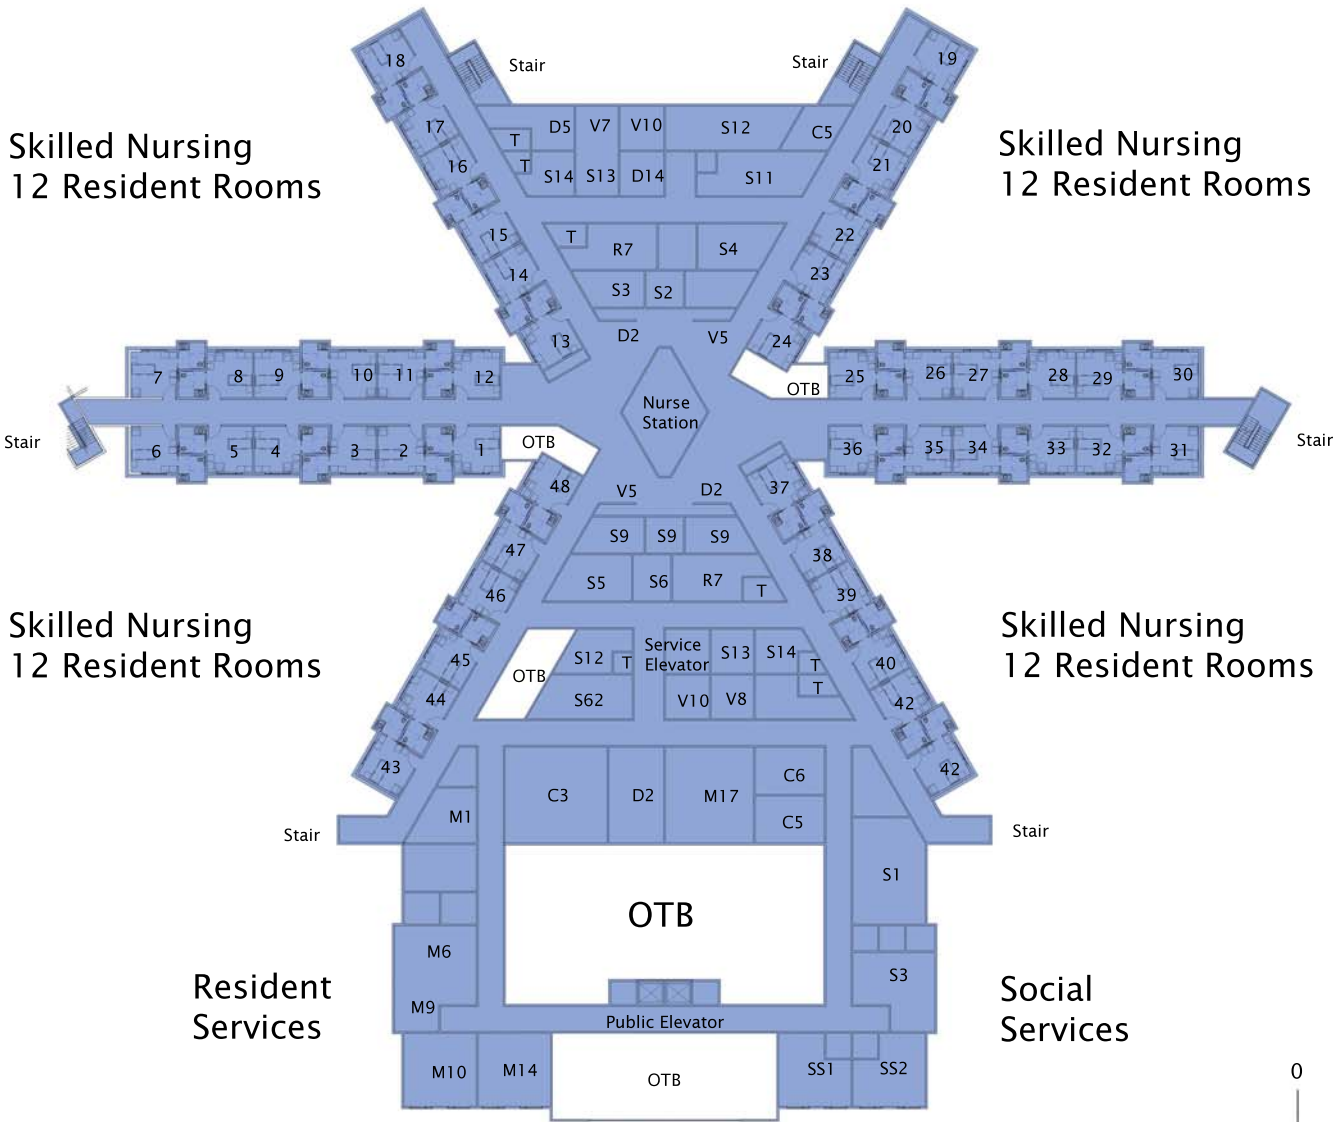 18
Stair
Stair
19
Skilled Nursing
12 Resident Rooms
17
16
D5
V7
V10
S12
C5
T
T
S14
S13
D14
S11
20
21
Skilled Nursing
12 Resident Rooms
15
14
13
T
R7
S4
S3
S2
22
23
24
D2
V5
7
8
9
10
11
12
Nurse
Station
OTB
25
26
27
28
29
30
Stair
6
5
4
3
2
1
OTB
36
35
34
33
32
31
Stair
48
V5
D2
37
47
46
S9
S9
S9
38
39
S5
S6
R7
T
Skilled Nursing
12 Resident Rooms
45
44
43
OTB
S12
T
S62
Service
Elevator
S13
S14
T
T
V10
V8
40
42
42
Skilled Nursing
12 Resident Rooms
Stair
M1
C3
D2
M17
C6
C5
Stair
OTB
S1
M6
M9
S3
Resident
Services
Public Elevator
Social
Services
M10
M14
OTB
SS1
SS2
0